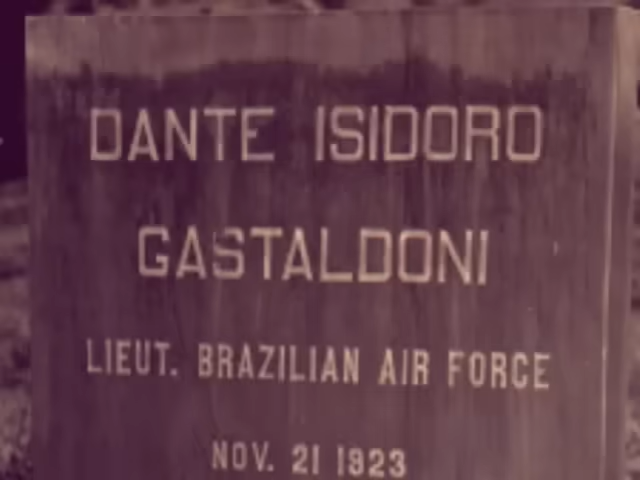 DANTE ISIDORO
GASTALDONI
LIEUT. BRAZILIAN AIR FORCE
NOV. 21 1923